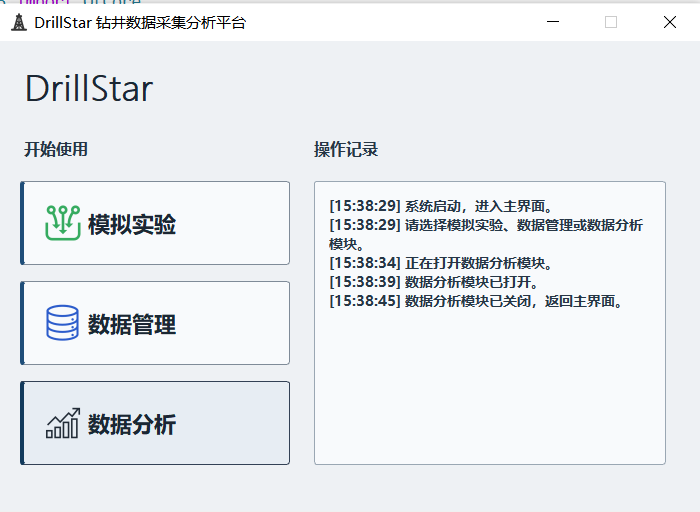 DrillStar 钻井数据采集分析平台
DrillStar
开始使用
操作记录
模拟实验
数据管理
数据分析
[15:38:29] 系统启动，进入主界面。
[15:38:29] 请选择模拟实验、数据管理或数据分析
模块。
[15:38:34] 正在打开数据分析模块。
[15:38:39] 数据分析模块已打开。
[15:38:45] 数据分析模块已关闭，返回主界面。